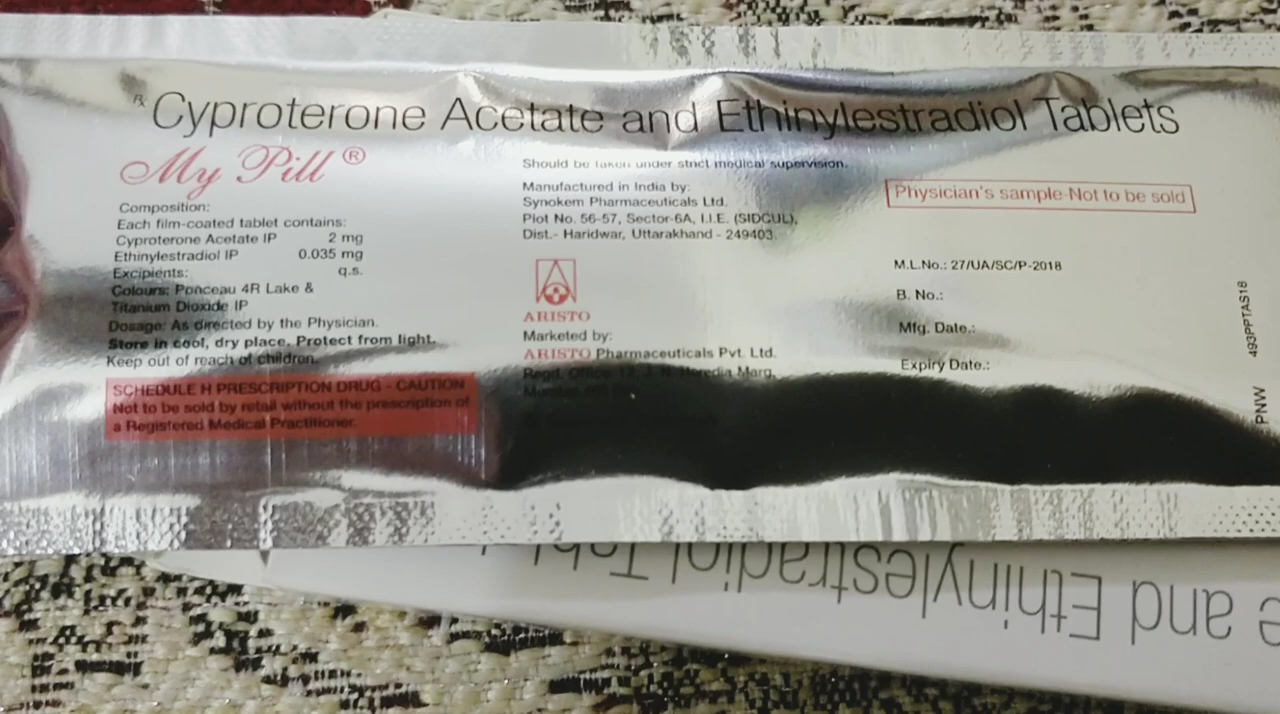 Rx Cyproterone Acetate and Ethinylestradiol Tablets
My Pill ®
Composition:
Each film-coated tablet contains:
Cyproterone Acetate IP 2 mg
Ethinylestradiol IP 0.035 mg
Excipients: q.s.
Colours: Ponceau 4R Lake &
Titanium Dioxide IP
Dosage: As directed by the Physician.
Store in cool, dry place. Protect from light.
Keep out of reach of children.
SCHEDULE H PRESCRIPTION DRUG - CAUTION
Not to be sold by retail without the prescription of
a Registered Medical Practitioner.
Should be taken under strict medical supervision.
Manufactured in India by:
Synokem Pharmaceuticals Ltd.
Plot No. 56-57, Sector-6A, I.I.E. (SIDCUL),
Dist.- Haridwar, Uttarakhand - 249403.
ARISTO
Marketed by:
ARISTO Pharmaceuticals Pvt. Ltd.
Regd. Office: Heredia Marg,
Physician's sample-Not to be sold
M.L.No.: 27/UA/SC/P-2018
B. No.:
Mfg. Date.:
Expiry Date.:
493PPTAS18
PNW
e and Ethinylestradiol Tabl